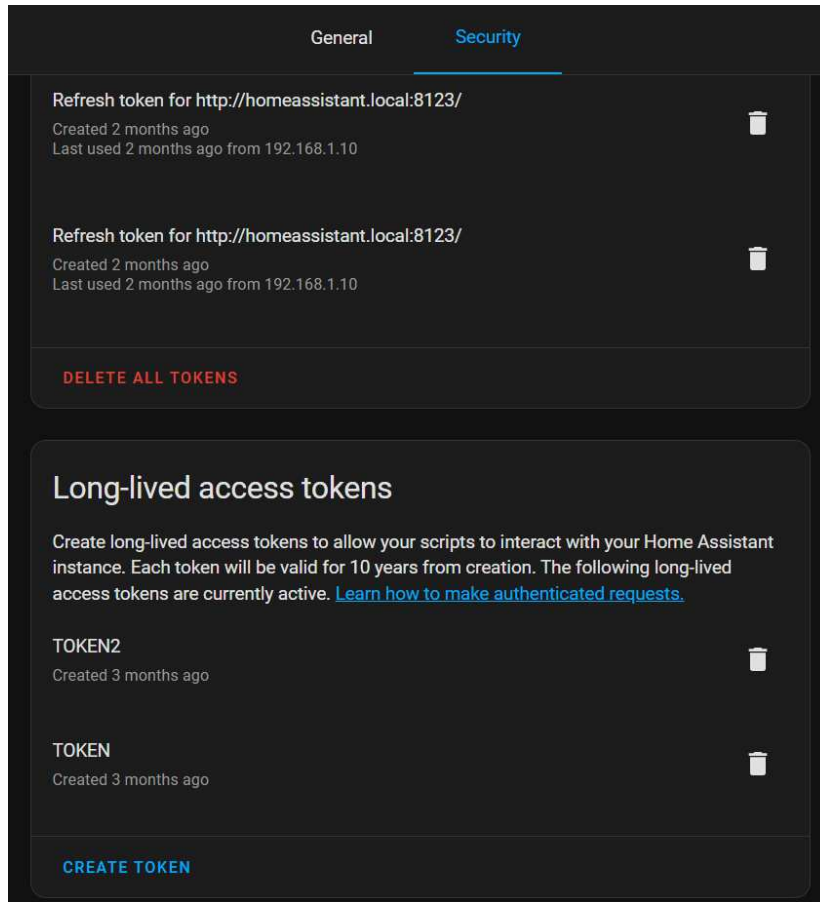 General
Security
Refresh token for http://homeassistant.local:8123/
Created 2 months ago
Last used 2 months ago from 192.168.1.10
Refresh token for http://homeassistant.local:8123/
Created 2 months ago
Last used 2 months ago from 192.168.1.10
DELETE ALL TOKENS
Long-lived access tokens
Create long-lived access tokens to allow your scripts to interact with your Home Assistant
instance. Each token will be valid for 10 years from creation. The following long-lived
access tokens are currently active. Learn how to make authenticated requests.
TOKEN2
Created 3 months ago
TOKEN
Created 3 months ago
CREATE TOKEN